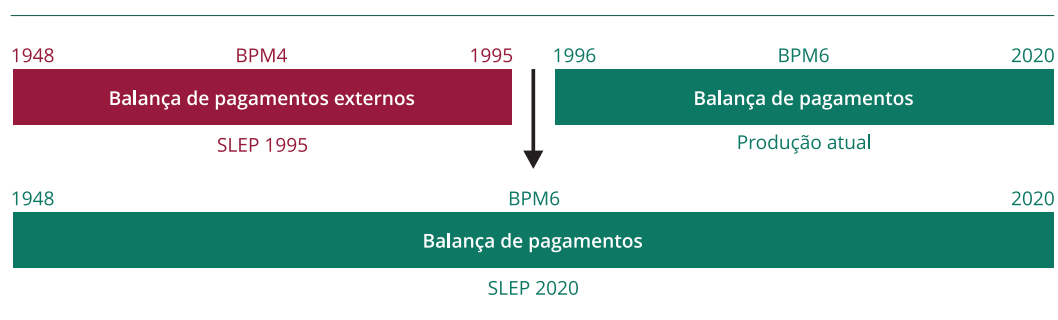 1948 BPM4 1995 1996 BPM6 2020
Balança de pagamentos externos Balança de pagamentos
SLEP 1995 Produção atual
1948 BPM6 2020
Balança de pagamentos
SLEP 2020